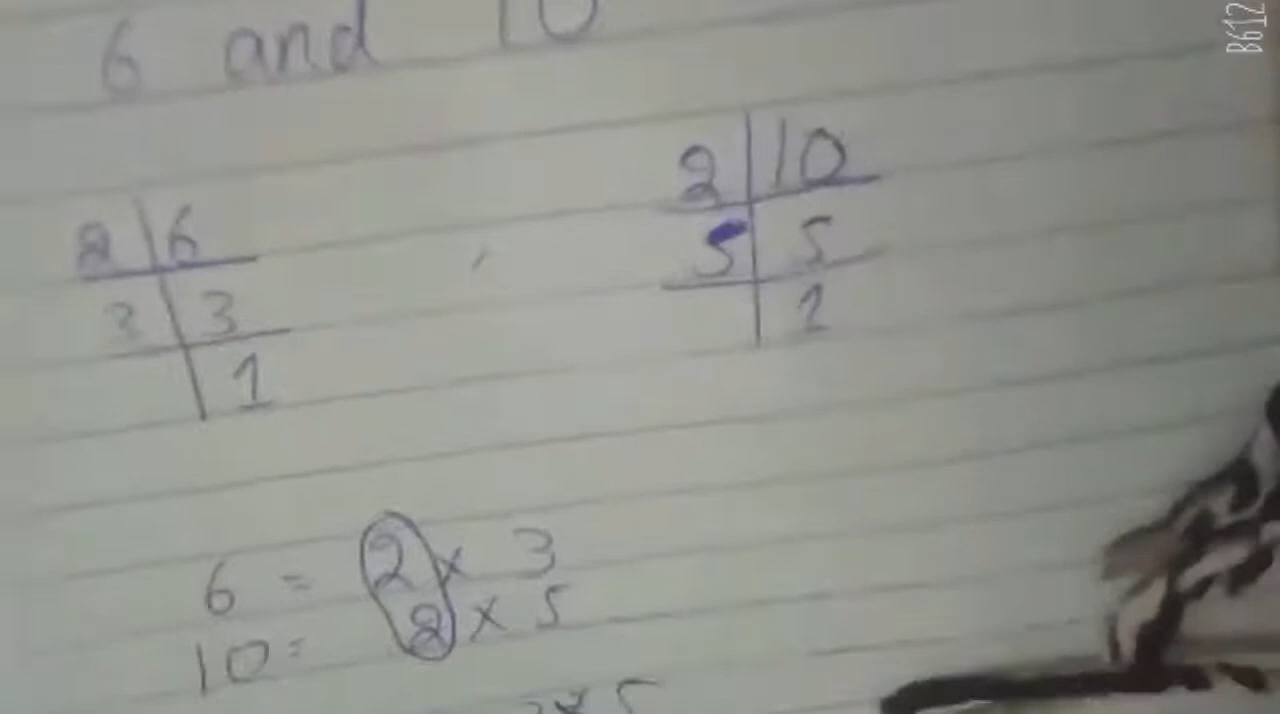 6 and 10
2 | 6
3 | 3
1
2 | 10
5 | 5
1
6 = 2 x 3
10 = 2 x 5
B612